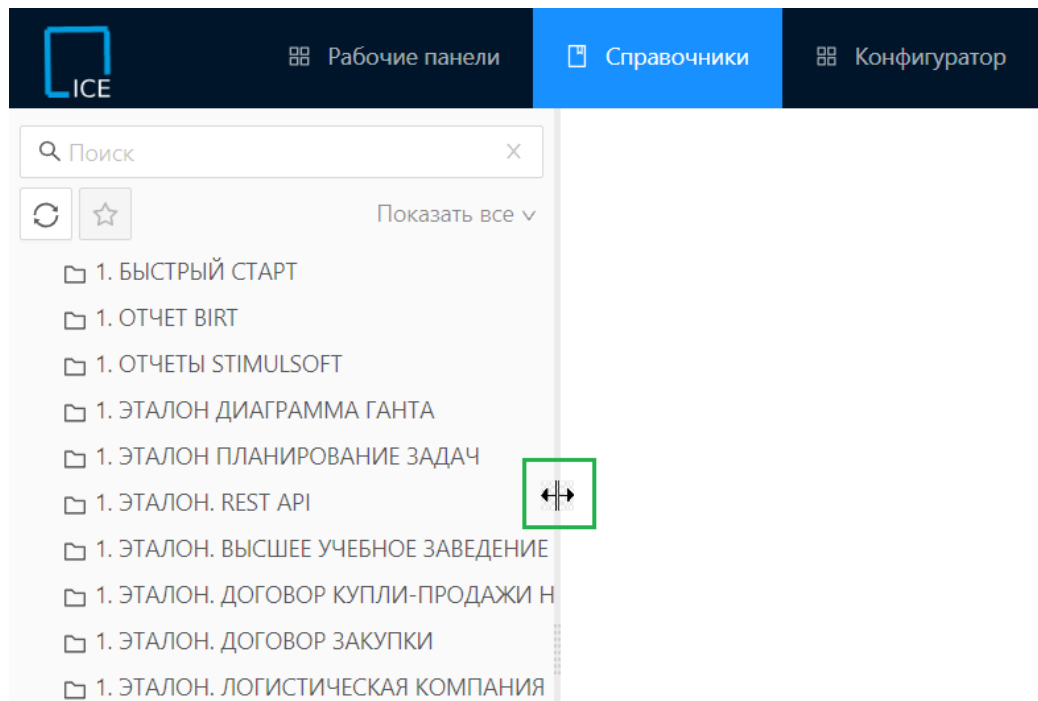 ICE
Рабочие панели
Справочники
Конфигуратор
Поиск
Показать все
1. БЫСТРЫЙ СТАРТ
1. ОТЧЕТ BIRT
1. ОТЧЕТЫ STIMULSOFT
1. ЭТАЛОН ДИАГРАММА ГАНТА
1. ЭТАЛОН ПЛАНИРОВАНИЕ ЗАДАЧ
1. ЭТАЛОН. REST API
1. ЭТАЛОН. ВЫСШЕЕ УЧЕБНОЕ ЗАВЕДЕНИЕ
1. ЭТАЛОН. ДОГОВОР КУПЛИ-ПРОДАЖИ Н
1. ЭТАЛОН. ДОГОВОР ЗАКУПКИ
1. ЭТАЛОН. ЛОГИСТИЧЕСКАЯ КОМПАНИЯ